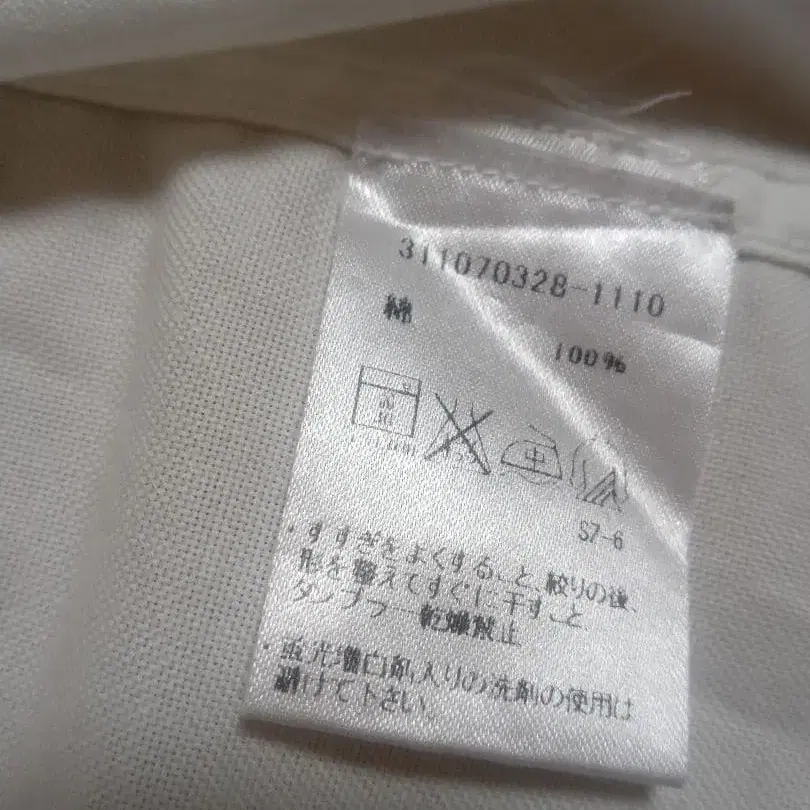 311070328-1110
綿
100%
中
S7-6
・すすぎをよくすること、絞りの後、
形を整えてすぐに干すこと、
タンブラー乾燥禁止
・蛍光増白剤入りの洗剤の使用は
避けて下さい。